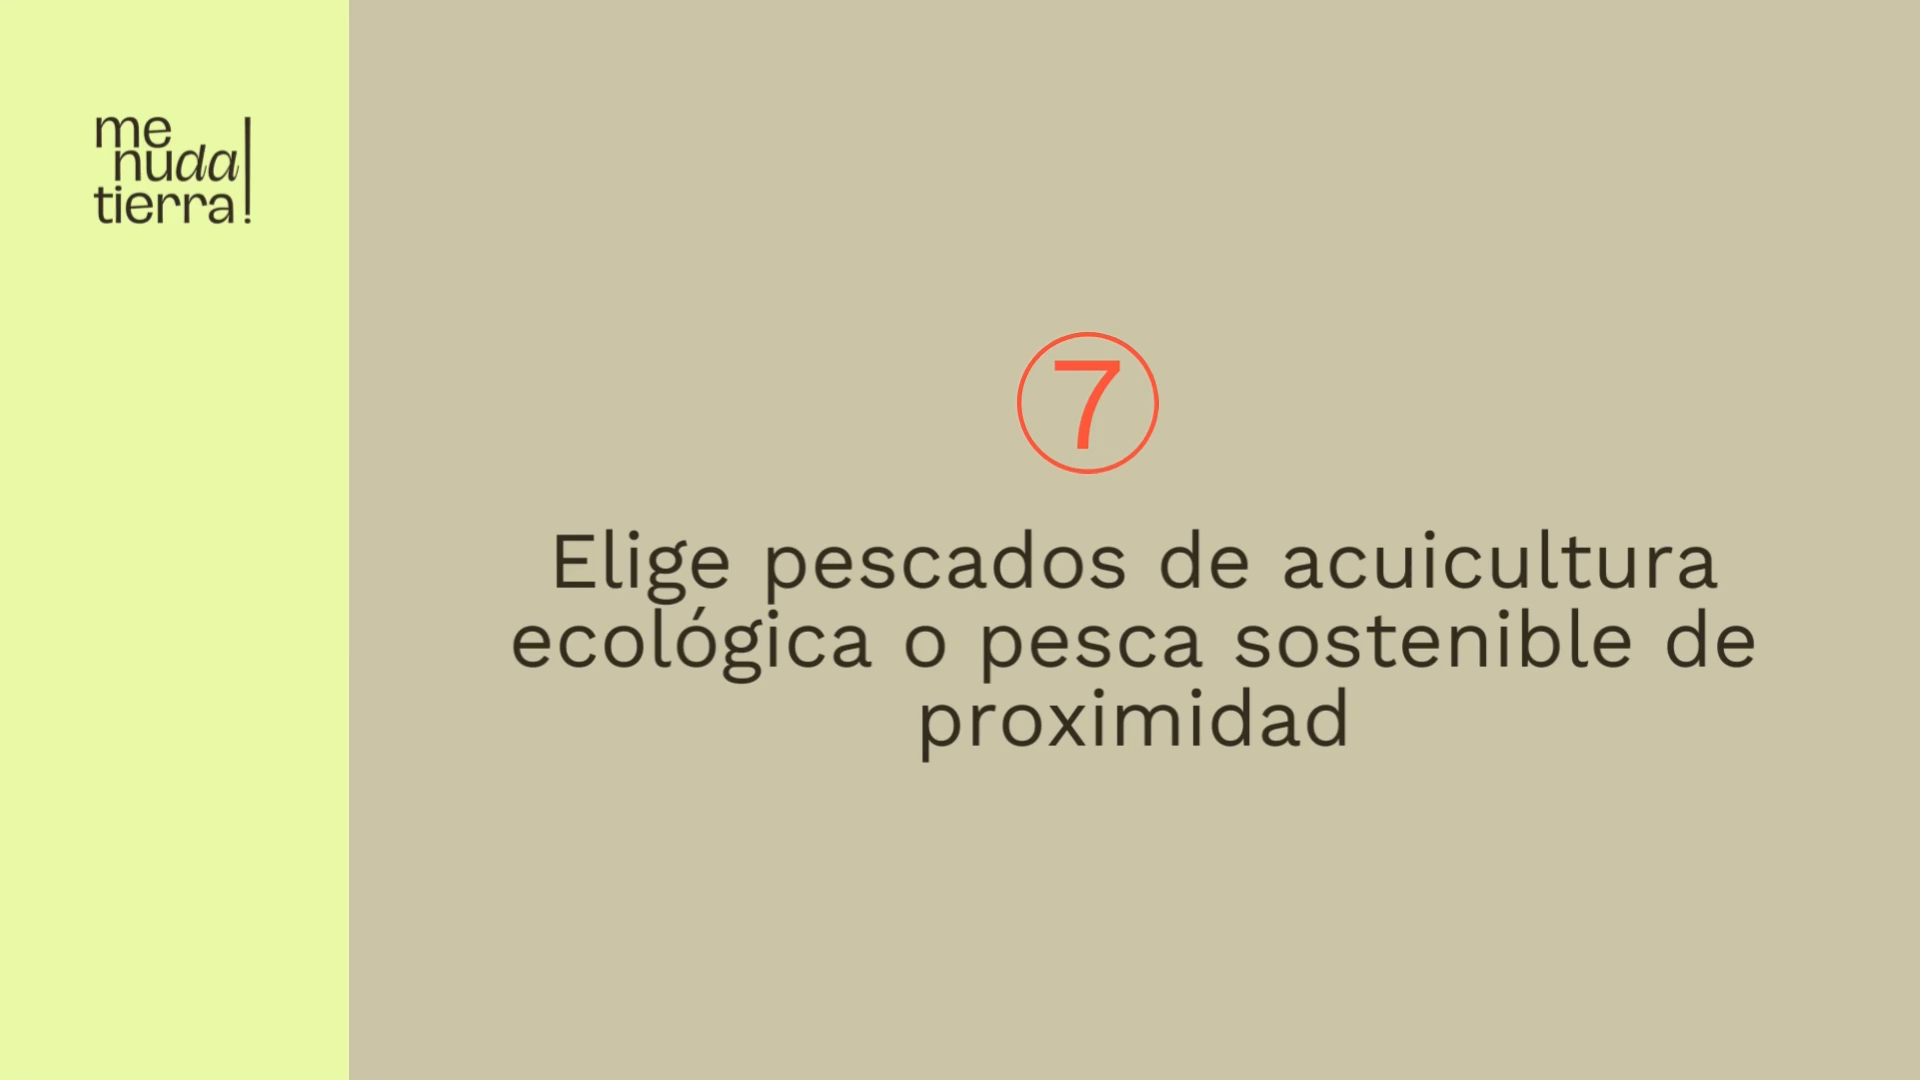 me
nuda
tierra!
7
Elige pescados de acuicultura
ecológica o pesca sostenible de
proximidad